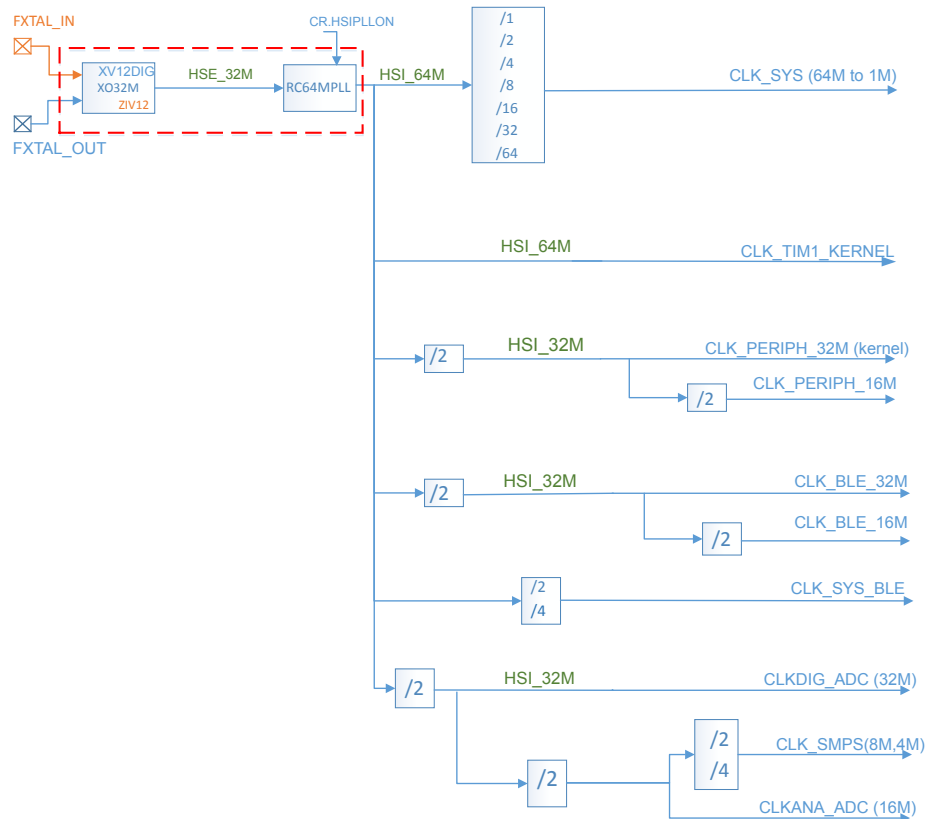 FXTAL_IN
CR.HSIPLLON
XV12DIG
XO32M
ZIV12
HSE_32M
RC64MPLL
HSI_64M
/1
/2
/4
/8
/16
/32
/64
CLK_SYS (64M to 1M)
FXTAL_OUT
HSI_64M
CLK_TIM1_KERNEL
/2
HSI_32M
CLK_PERIPH_32M (kernel)
/2
CLK_PERIPH_16M
/2
HSI_32M
CLK_BLE_32M
/2
CLK_BLE_16M
/2
/4
CLK_SYS_BLE
/2
HSI_32M
CLKDIG_ADC (32M)
/2
/2
/4
CLK_SMPS(8M,4M)
CLKANA_ADC (16M)